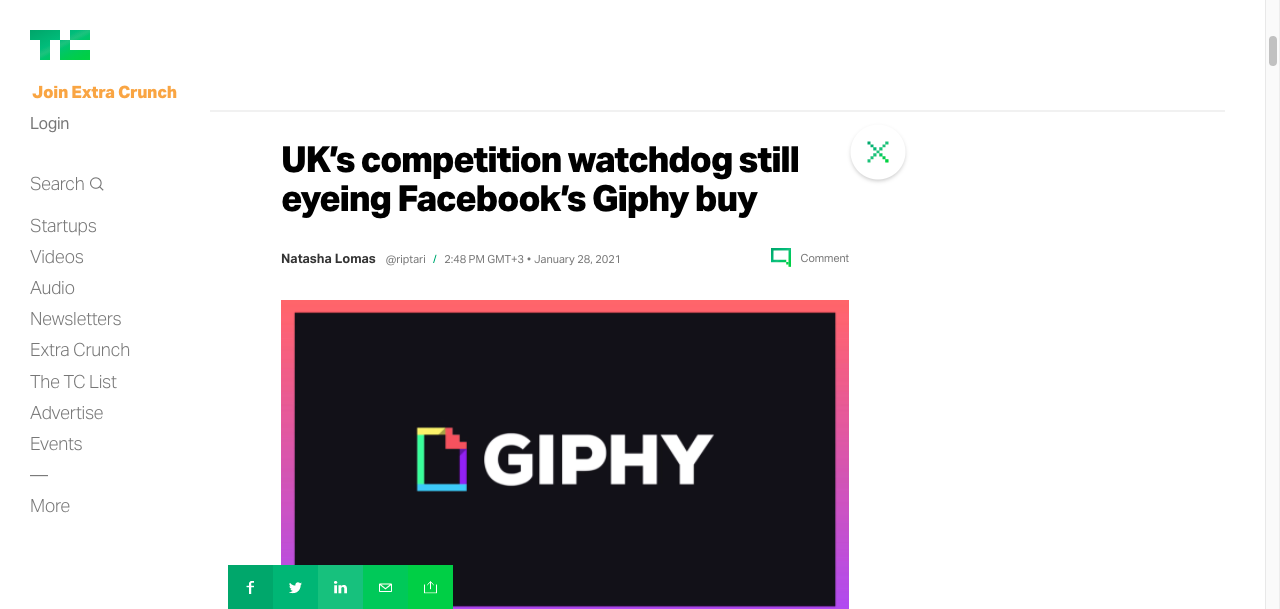 TC
Join Extra Crunch
Login
Search
Startups
Videos
Audio
Newsletters
Extra Crunch
The TC List
Advertise
Events
—
More
UK’s competition watchdog still
eyeing Facebook’s Giphy buy
Natasha Lomas @riptari / 2:48 PM GMT+3 • January 28, 2021
Comment
GIPHY